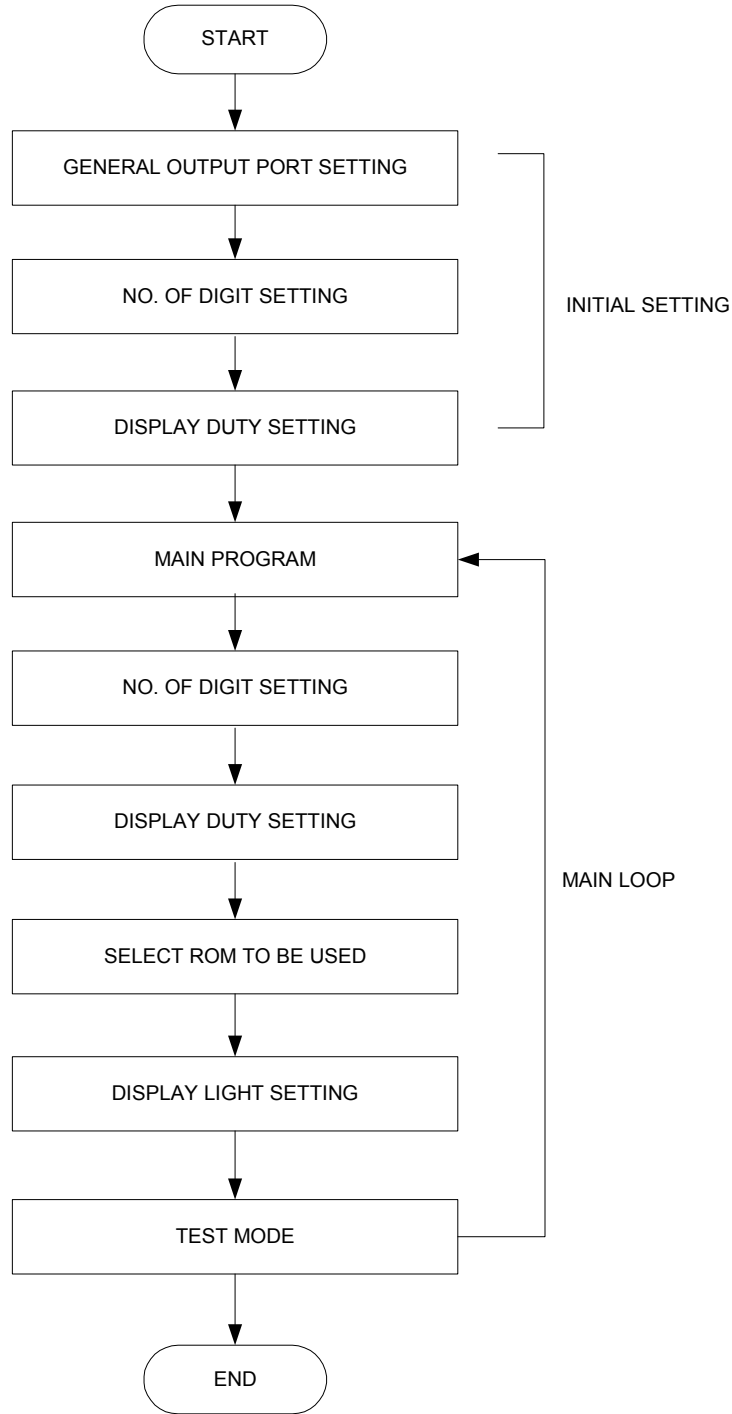 START
GENERAL OUTPUT PORT SETTING
NO. OF DIGIT SETTING
INITIAL SETTING
DISPLAY DUTY SETTING
MAIN PROGRAM
NO. OF DIGIT SETTING
DISPLAY DUTY SETTING
MAIN LOOP
SELECT ROM TO BE USED
DISPLAY LIGHT SETTING
TEST MODE
END